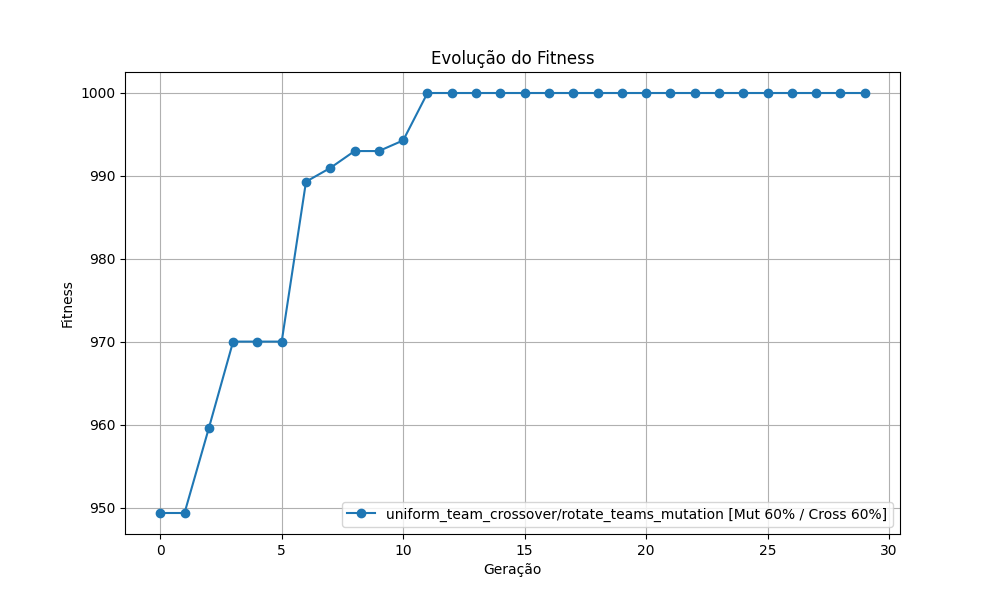 Evolução do Fitness
1000
990
980
970
960
950
Fitness
0 5 10 15 20 25 30
Geração
uniform_team_crossover/rotate_teams_mutation [Mut 60% / Cross 60%]